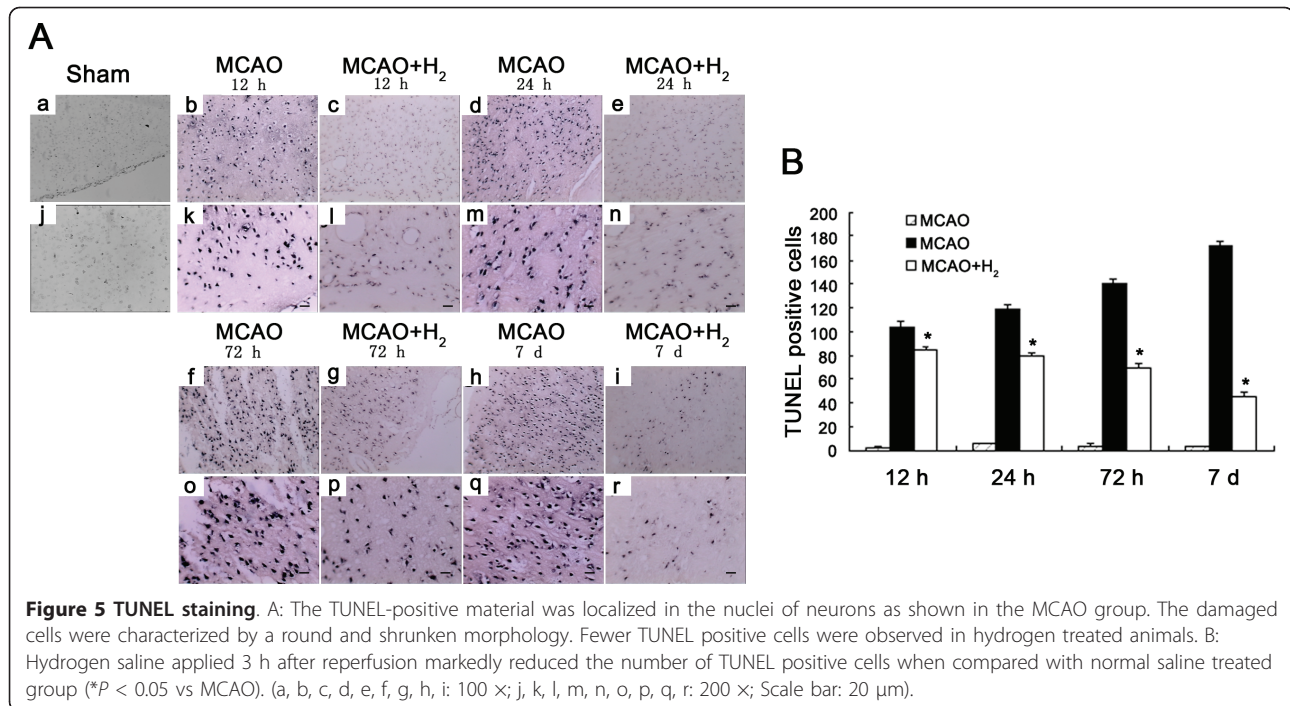 A
Sham
MCAO
12 h
MCAO+H2
12 h
MCAO
24 h
MCAO+H2
24 h
a
b
c
d
e
j
k
l
m
n
MCAO
72 h
MCAO+H2
72 h
MCAO
7 d
MCAO+H2
7 d
f
g
h
i
o
p
q
r
B
TUNEL positive cells
200
180
160
140
120
100
80
60
40
20
0
MCAO
MCAO
MCAO+H2
*
*
*
*
12 h
24 h
72 h
7 d
Figure 5 TUNEL staining. A: The TUNEL-positive material was localized in the nuclei of neurons as shown in the MCAO group. The damaged
cells were characterized by a round and shrunken morphology. Fewer TUNEL positive cells were observed in hydrogen treated animals. B:
Hydrogen saline applied 3 h after reperfusion markedly reduced the number of TUNEL positive cells when compared with normal saline treated
group (*P < 0.05 vs MCAO). (a, b, c, d, e, f, g, h, i: 100 ×; j, k, l, m, n, o, p, q, r: 200 ×; Scale bar: 20 μm).